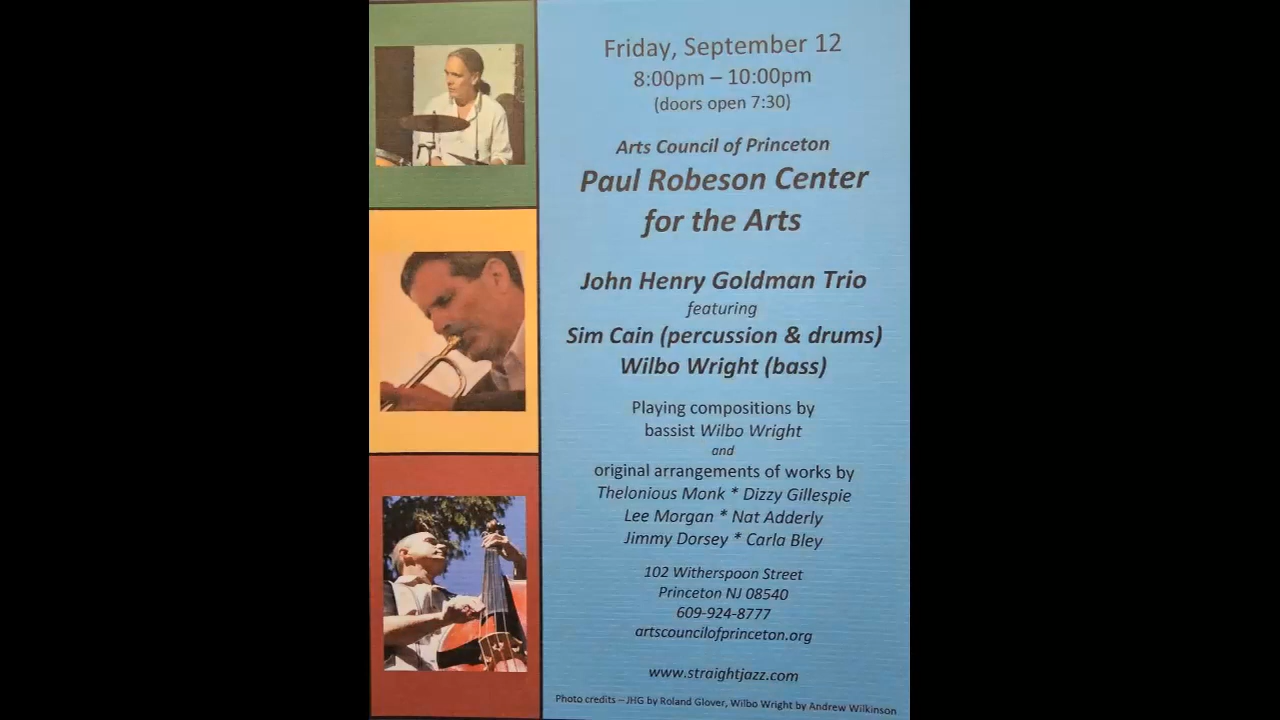 Friday, September 12
8:00pm – 10:00pm
(doors open 7:30)
Arts Council of Princeton
Paul Robeson Center
for the Arts
John Henry Goldman Trio
featuring
Sim Cain (percussion & drums)
Wilbo Wright (bass)
Playing compositions by
bassist Wilbo Wright
and
original arrangements of works by
Thelonious Monk * Dizzy Gillespie
Lee Morgan * Nat Adderly
Jimmy Dorsey * Carla Bley
102 Witherspoon Street
Princeton NJ 08540
609-924-8777
artscouncilofprinceton.org
www.straightjazz.com
Photo credits – JHG by Roland Glover, Wilbo Wright by Andrew Wilkinson